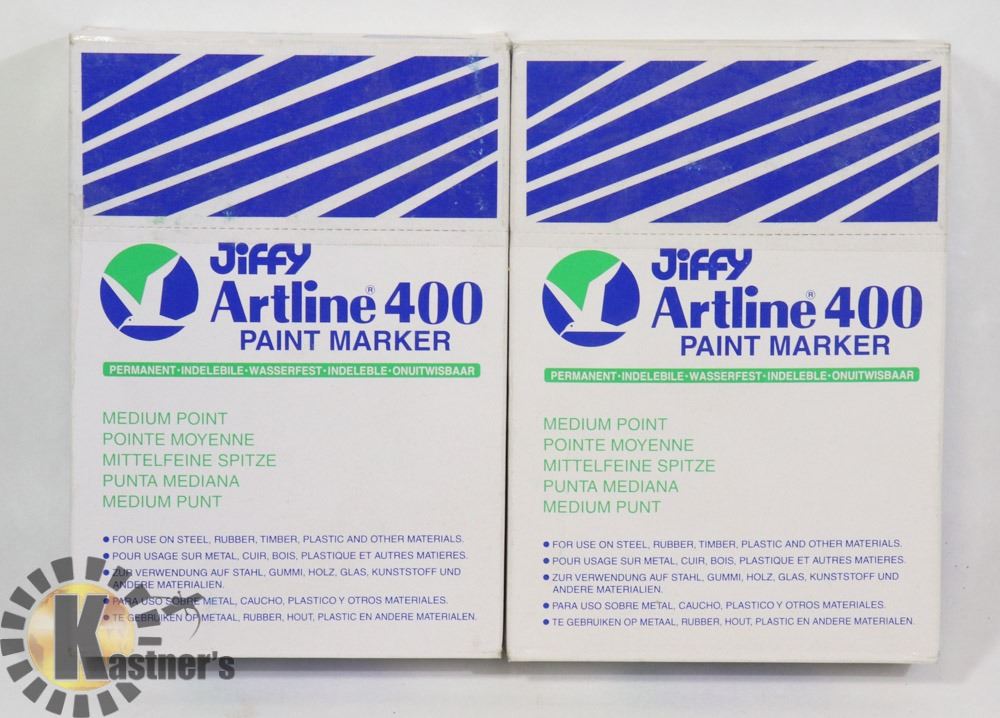 Jiffy
Artline® 400
PAINT MARKER
PERMANENT·INDELEBILE·WASSERFEST·INDELEBLE·ONUITWISBAAR
MEDIUM POINT
POINTE MOYENNE
MITTELFEINE SPITZE
PUNTA MEDIANA
MEDIUM PUNT
● FOR USE ON STEEL, RUBBER, TIMBER, PLASTIC AND OTHER MATERIALS.
● POUR USAGE SUR METAL, CUIR, BOIS, PLASTIQUE ET AUTRES MATIERES.
● ZUR VERWENDUNG AUF STAHL, GUMMI, HOLZ, GLAS, KUNSTSTOFF UND
ANDERE MATERIALIEN.
● PARA USO SOBRE METAL, CAUCHO, PLASTICO Y OTROS MATERIALES.
● TE GEBRUIKEN OP METAAL, RUBBER, HOUT, PLASTIC EN ANDERE MATERIALEN.
Jiffy
Artline® 400
PAINT MARKER
PERMANENT·INDELEBILE·WASSERFEST·INDELEBLE·ONUITWISBAAR
MEDIUM POINT
POINTE MOYENNE
MITTELFEINE SPITZE
PUNTA MEDIANA
MEDIUM PUNT
● FOR USE ON STEEL, RUBBER, TIMBER, PLASTIC AND OTHER MATERIALS.
● POUR USAGE SUR METAL, CUIR, BOIS, PLASTIQUE ET AUTRES MATIERES.
● ZUR VERWENDUNG AUF STAHL, GUMMI, HOLZ, GLAS, KUNSTSTOFF UND
ANDERE MATERIALIEN.
● PARA USO SOBRE METAL, CAUCHO, PLASTICO Y OTROS MATERIALES.
● TE GEBRUIKEN OP METAAL, RUBBER, HOUT, PLASTIC EN ANDERE MATERIALEN.
Kastner's